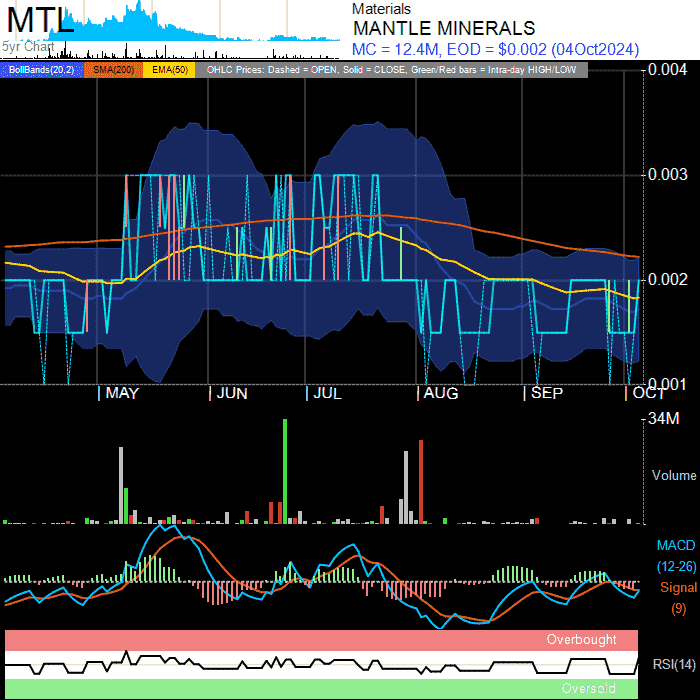 MTL
5yr Chart
Materials
MANTLE MINERALS
MC = 12.4M, EOD = $0.002 (04Oct2024)
BollBands(20,2) SMA(200) EMA(50) OHLC Prices: Dashed = OPEN, Solid = CLOSE, Green/Red bars = Intra-day HIGH/LOW
0.004
0.003
0.002
0.001
MAY JUN JUL AUG SEP OCT
34M
Volume
MACD
(12-26)
Signal
(9)
Overbought
RSI(14)
Oversold